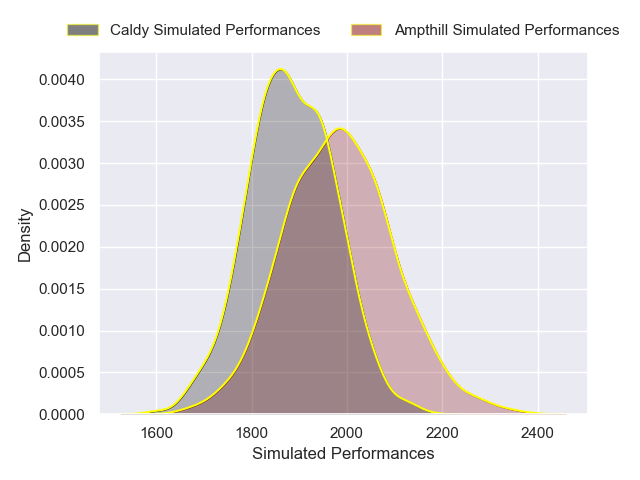 Caldy Simulated Performances Ampthill Simulated Performances
0.0040
0.0035
0.0030
0.0025
0.0020
0.0015
0.0010
0.0005
0.0000
Density
1600 1800 2000 2200 2400
Simulated Performances